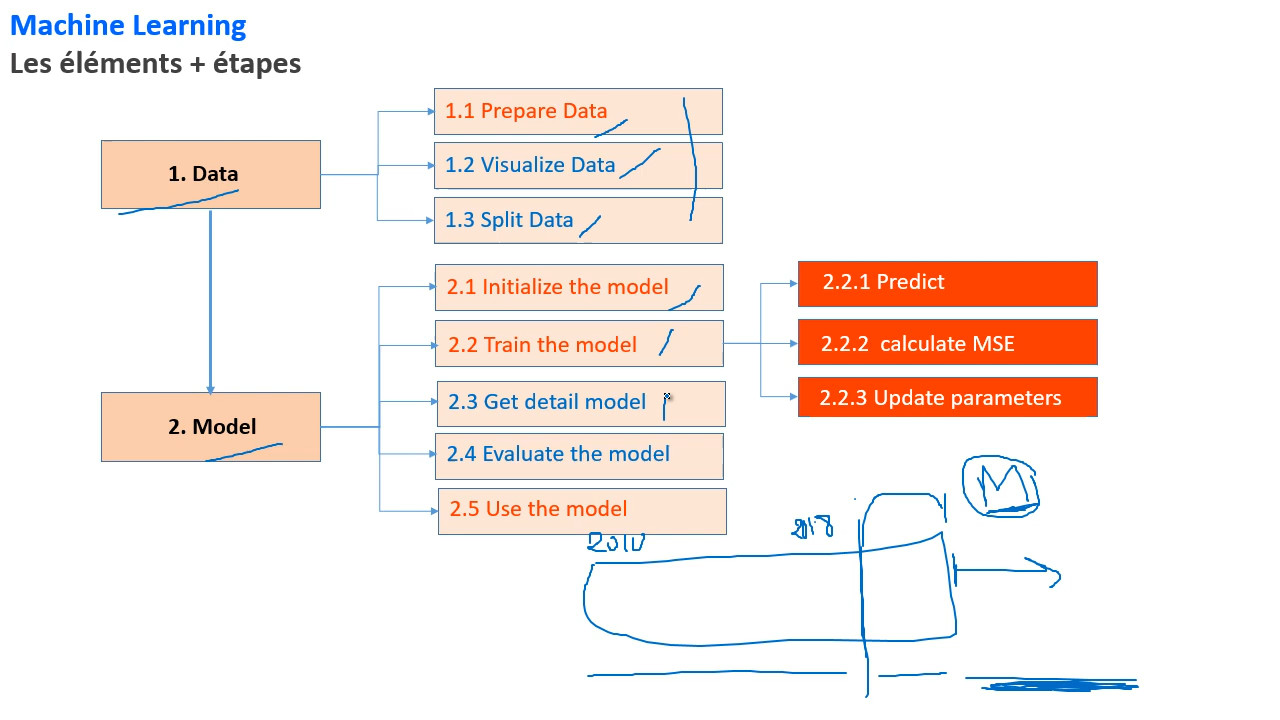 Machine Learning
Les éléments + étapes
1. Data
1.1 Prepare Data
1.2 Visualize Data
1.3 Split Data
2. Model
2.1 Initialize the model
2.2 Train the model
2.2.1 Predict
2.2.2 calculate MSE
2.2.3 Update parameters
2.3 Get detail model
2.4 Evaluate the model
2.5 Use the model
2010
2018
M